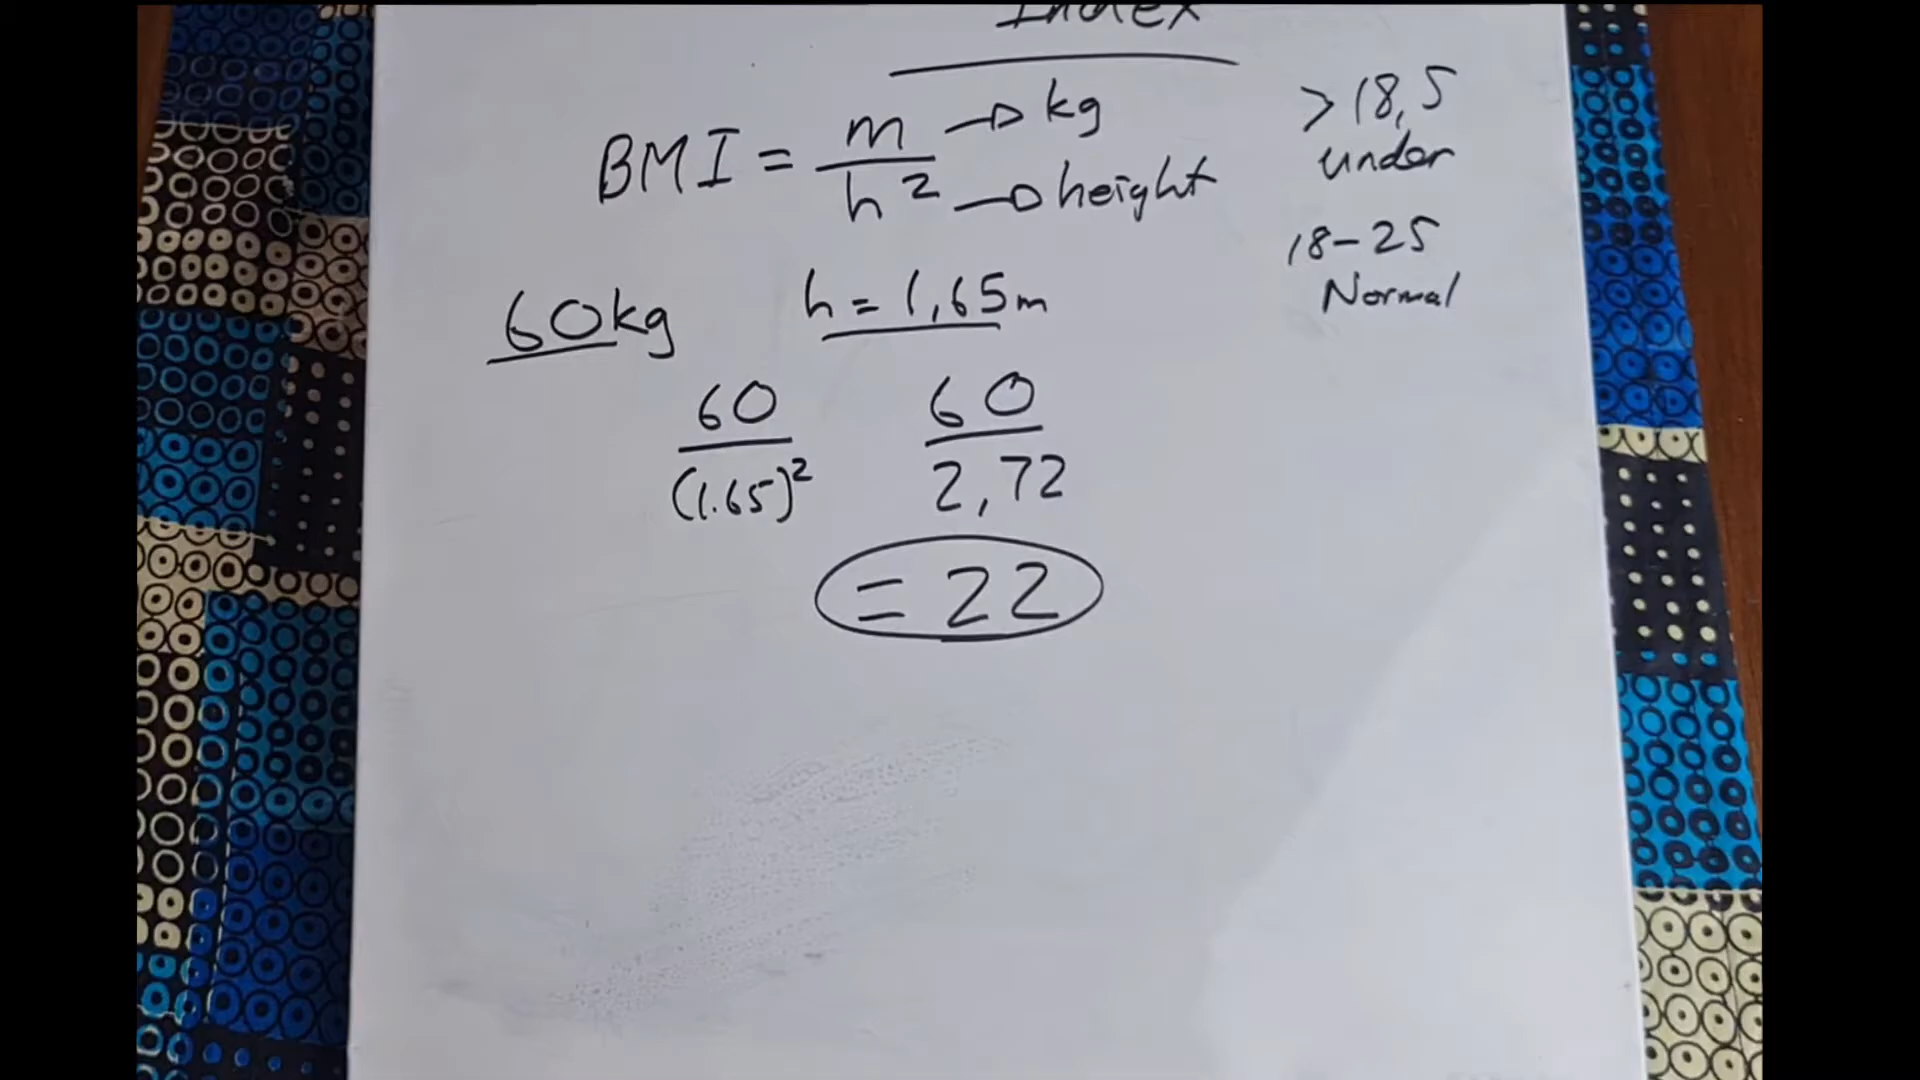 Index
BMI = m/h² → kg → height
> 18,5
under
18-25
Normal
60kg h = 1,65m
60/(1.65)² 60/2,72
= 22